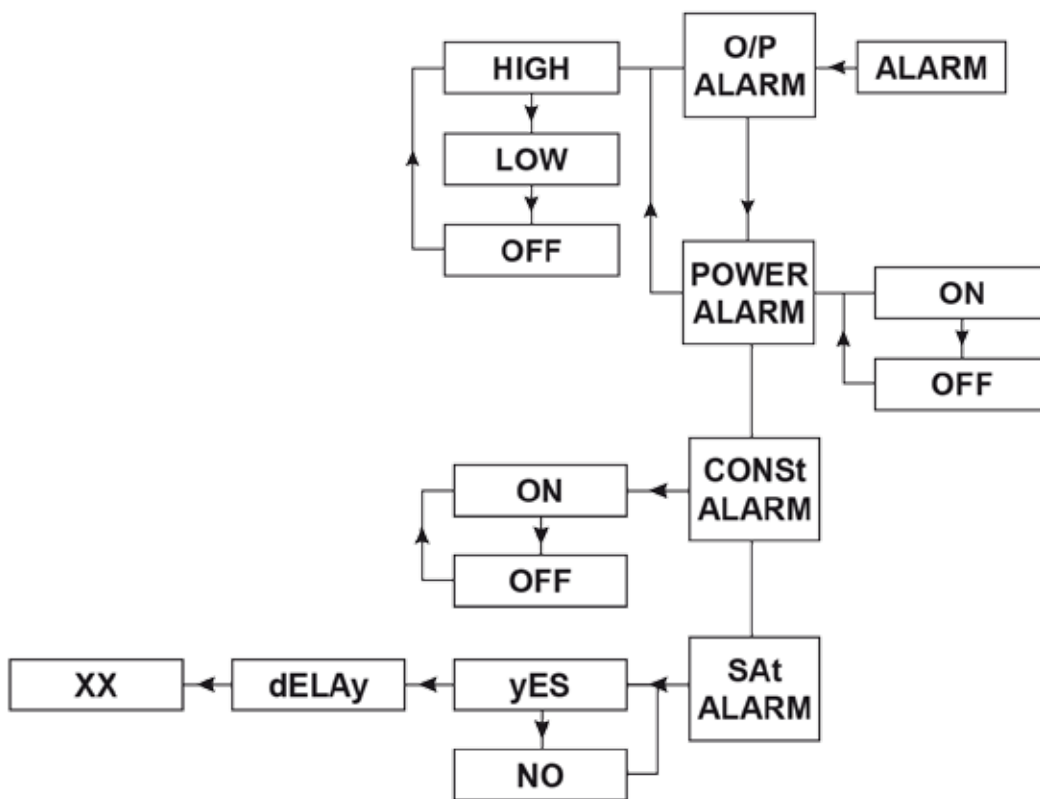 HIGH
O/P
ALARM
ALARM
LOW
OFF
POWER
ALARM
ON
OFF
CONSt
ALARM
ON
OFF
SAt
ALARM
yES
dELAy
XX
NO